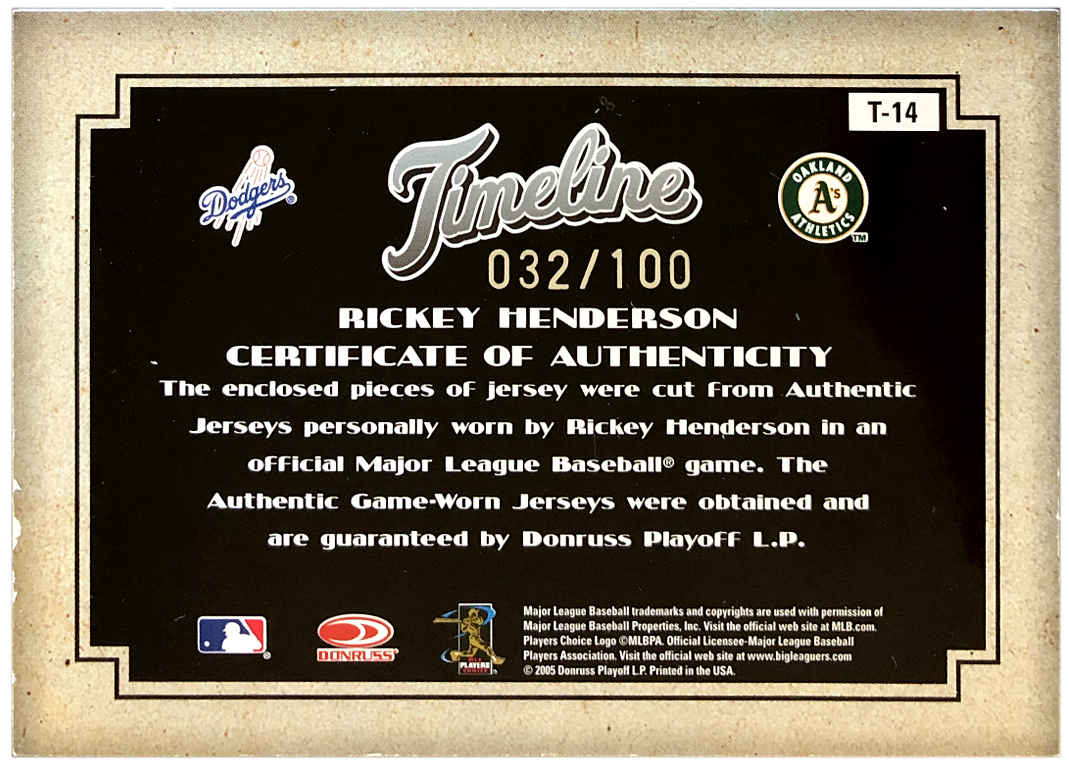 T-14
Dodgers®
Timeline
OAKLAND
A's
ATHLETICS
™
032/100
RICKEY HENDERSON
CERTIFICATE OF AUTHENTICITY
The enclosed pieces of jersey were cut from Authentic
Jerseys personally worn by Rickey Henderson in an
official Major League Baseball® game. The
Authentic Game-Worn Jerseys were obtained and
are guaranteed by Donruss Playoff L.P.
®
DONRUSS®
PLAYERS
CHOICE
Major League Baseball trademarks and copyrights are used with permission of
Major League Baseball Properties, Inc. Visit the official web site at MLB.com.
Players Choice Logo ©MLBPA. Official Licensee-Major League Baseball
Players Association. Visit the official web site at www.bigleaguers.com
© 2005 Donruss Playoff L.P. Printed in the USA.